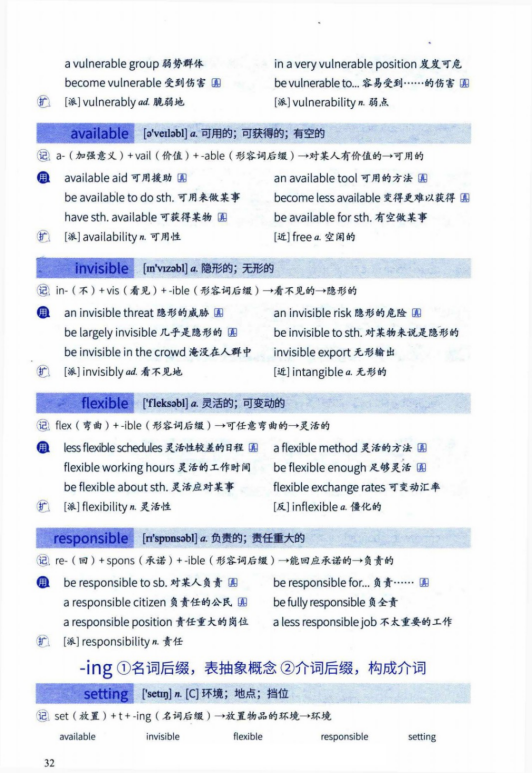 a vulnerable group 弱势群体 in a very vulnerable position 岌岌可危
become vulnerable 受到伤害 真 be vulnerable to... 容易受到……的伤害 真
扩 [派] vulnerably ad. 脆弱地 [派] vulnerability n. 弱点
available [ə'veɪləbl] a. 可用的；可获得的；有空的
记 a-（加强意义）+ vail（价值）+ -able（形容词后缀）→对某人有价值的→可用的
用 available aid 可用援助 真 an available tool 可用的方法 真
be available to do sth. 可用来做某事 become less available 变得更难以获得 真
have sth. available 可获得某物 真 be available for sth. 有空做某事
扩 [派] availability n. 可用性 [近] free a. 空闲的
invisible [ɪn'vɪzəbl] a. 隐形的；无形的
记 in-（不）+ vis（看见）+ -ible（形容词后缀）→看不见的→隐形的
用 an invisible threat 隐形的威胁 真 an invisible risk 隐形的危险 真
be largely invisible 几乎是隐形的 真 be invisible to sth. 对某物来说是隐形的
be invisible in the crowd 淹没在人群中 invisible export 无形输出
扩 [派] invisibly ad. 看不见地 [近] intangible a. 无形的
flexible ['fleksəbl] a. 灵活的；可变动的
记 flex（弯曲）+ -ible（形容词后缀）→可任意弯曲的→灵活的
用 less flexible schedules 灵活性较差的日程 真 a flexible method 灵活的方法 真
flexible working hours 灵活的工作时间 be flexible enough 足够灵活 真
be flexible about sth. 灵活应对某事 flexible exchange rates 可变动汇率
扩 [派] flexibility n. 灵活性 [反] inflexible a. 僵化的
responsible [rɪ'spɒnsəbl] a. 负责的；责任重大的
记 re-（回）+ spons（承诺）+ -ible（形容词后缀）→能回应承诺的→负责的
用 be responsible to sb. 对某人负责 真 be responsible for... 负责…… 真
a responsible citizen 负责任的公民 真 be fully responsible 负全责
a responsible position 责任重大的岗位 a less responsible job 不太重要的工作
扩 [派] responsibility n. 责任
-ing ①名词后缀，表抽象概念 ②介词后缀，构成介词
setting ['setɪŋ] n. [C] 环境；地点；挡位
记 set（放置）+ t + -ing（名词后缀）→放置物品的环境→环境
available invisible flexible responsible setting
32